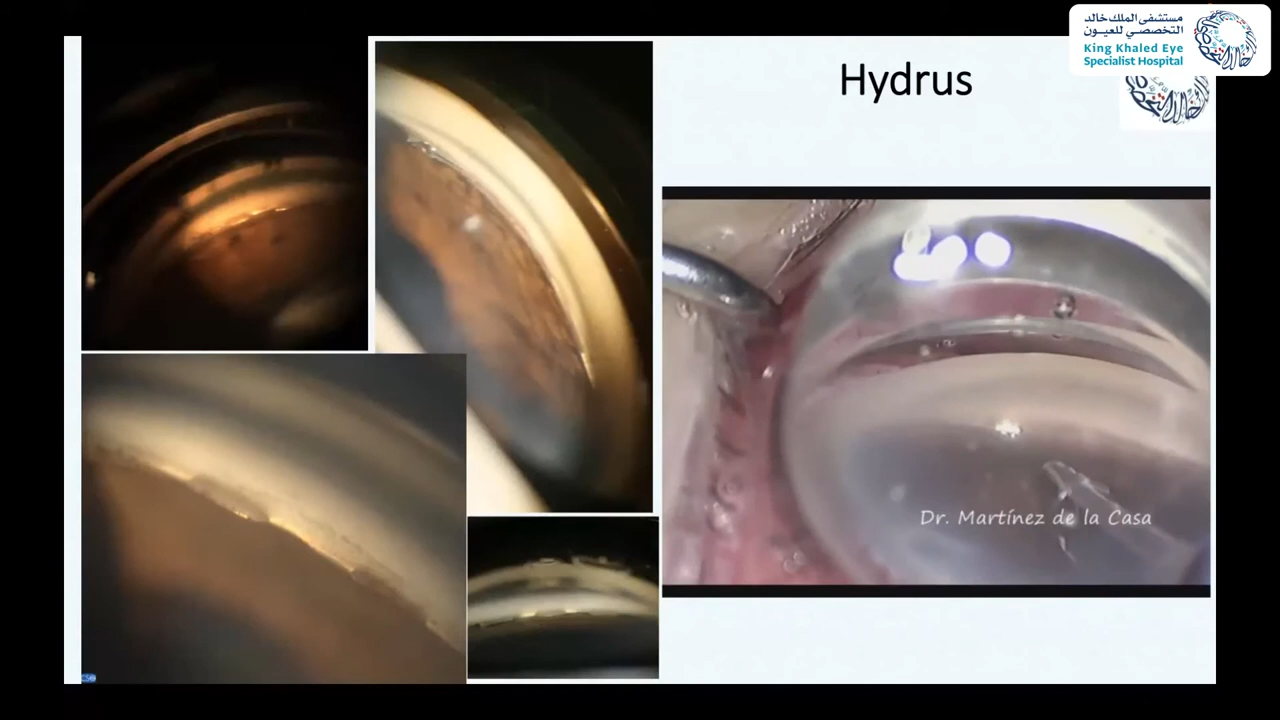 مستشفى الملك خالد
التخصصي للعيون
King Khaled Eye
Specialist Hospital
Hydrus
Dr. Martínez de la Casa